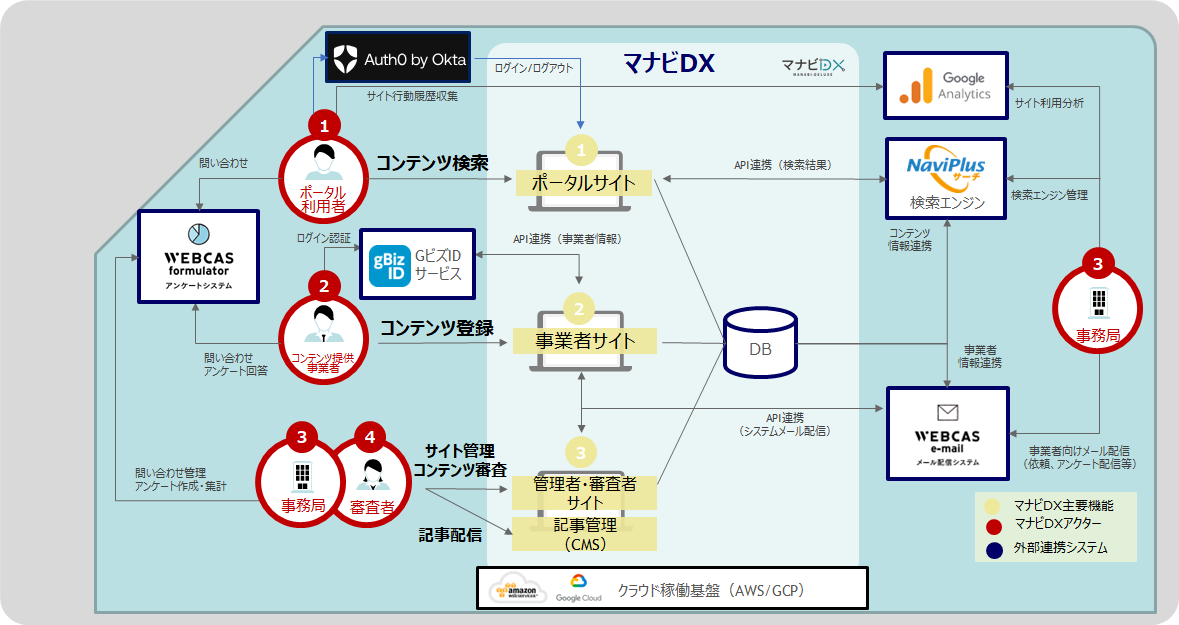 Auth0 by Okta
ログイン/ログアウト
マナビDX
マナビDX
MANABI-DELUXE
Google
Analytics
サイト行動履歴収集
サイト利用分析
1
ポータル
利用者
問い合わせ
コンテンツ検索
1
ポータルサイト
API連携（検索結果）
NaviPlus
サーチ
検索エンジン
検索エンジン管理
WEBCAS
formulator
アンケートシステム
ログイン認証
gBiz
ID
GビズID
サービス
API連携（事業者情報）
コンテンツ
情報連携
2
コンテンツ提供
事業者
コンテンツ登録
2
事業者サイト
DB
3
事務局
問い合わせ
アンケート回答
事業者
情報連携
API連携
（システムメール配信）
WEBCAS
e-mail
メール配信システム
事業者向けメール配信
（依頼、アンケート配信等）
3
事務局
4
審査者
問い合わせ管理
アンケート作成・集計
サイト管理
コンテンツ審査
記事配信
3
管理者・審査者
サイト
記事管理
（CMS）
マナビDX主要機能
マナビDXアクター
外部連携システム
amazon
webservices
Google Cloud
クラウド稼働基盤（AWS/GCP）